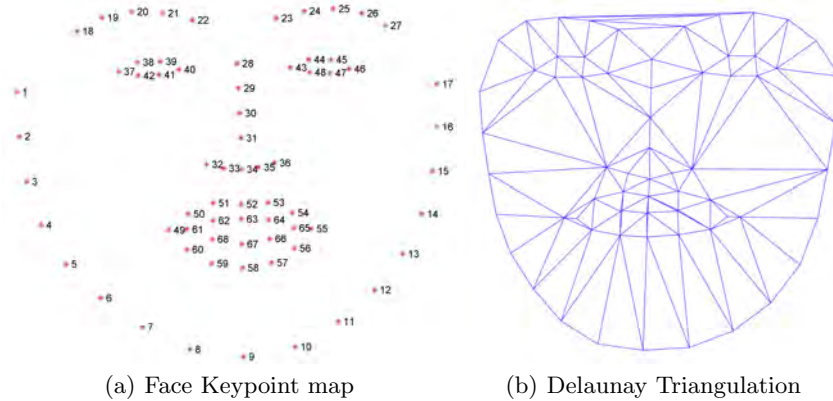 20 21 24 25 26
19 22 23 27
18
38 39 28 44 45
37 42 41 40 43 48 47 46
1 29 17
30
2 31 16
32 33 34 35 36
3 15
51 52 53
50 54 14
62 63 64
4 49 61 65 55
68 67 66
60 56
5 59 58 57 13
6 12
7 11
8 9 10
(a) Face Keypoint map
(b) Delaunay Triangulation